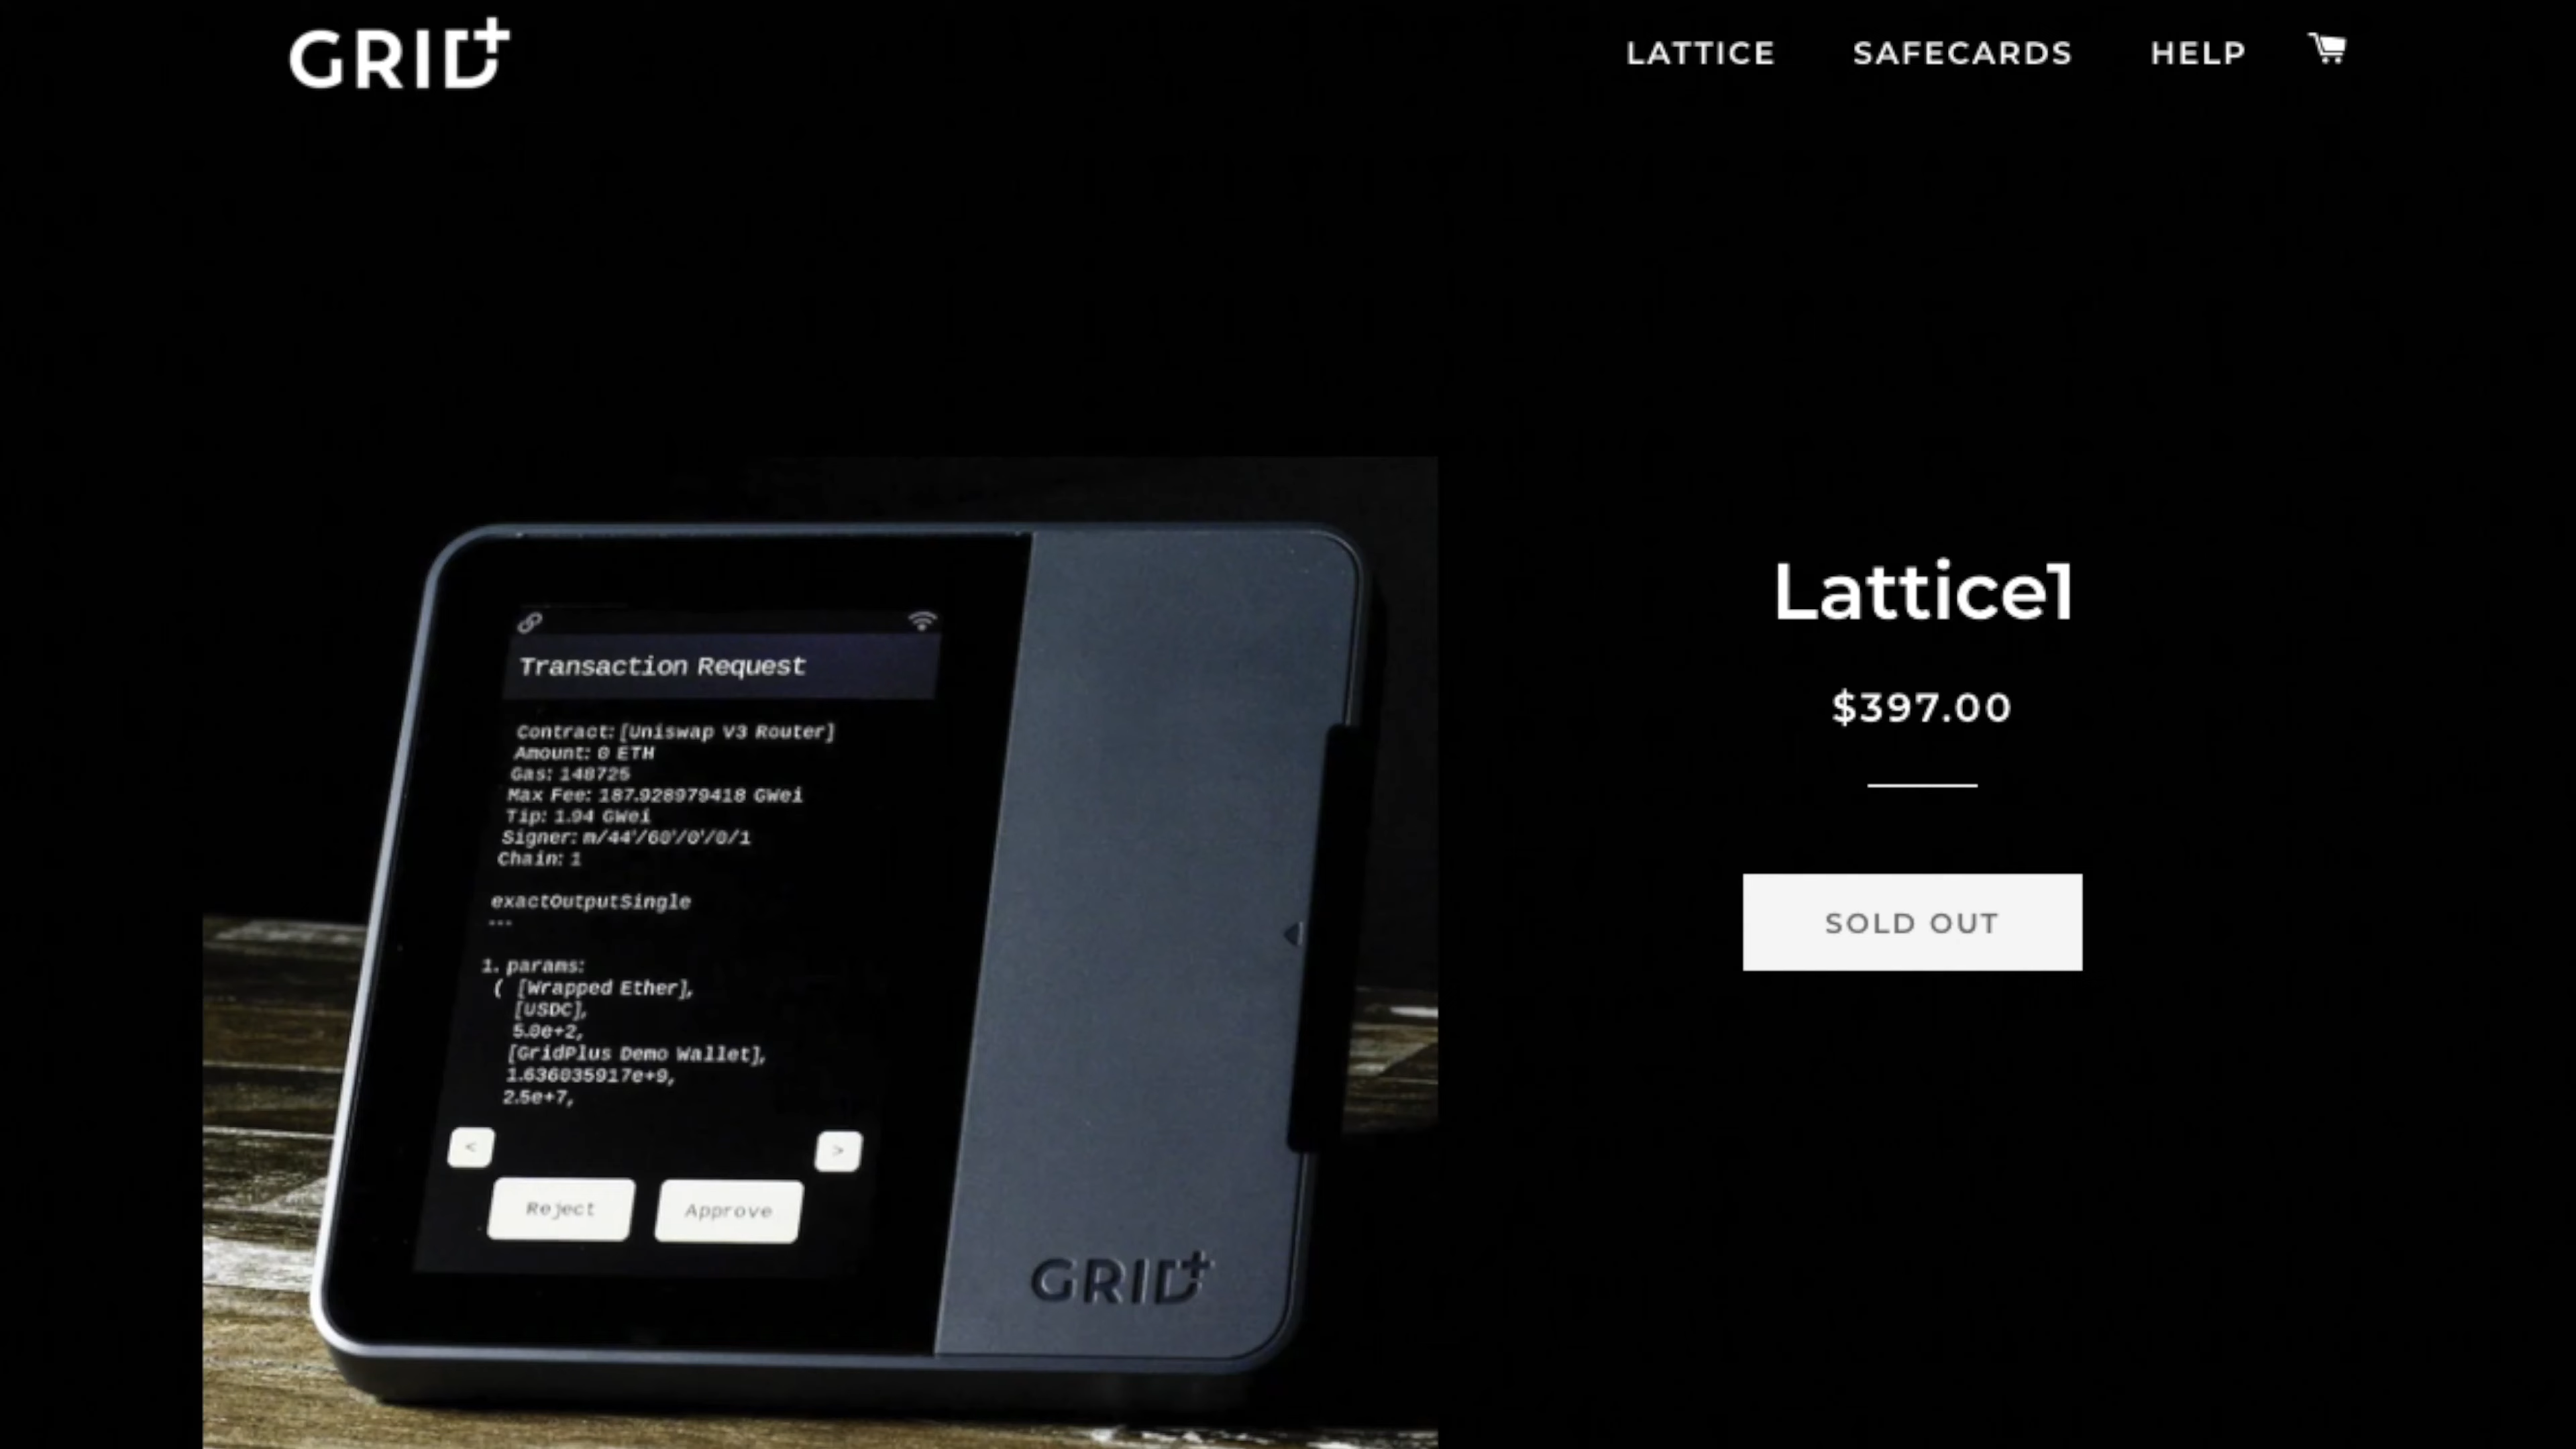 GRID+
LATTICE SAFECARDS HELP
Transaction Request
Contract: [Uniswap V3 Router]
Amount: 0 ETH
Gas: 148725
Max Fee: 187.928979418 GWei
Tip: 1.94 GWei
Signer: m/44'/60'/0'/0/1
Chain: 1
exactOutputSingle
---
1. params:
( [Wrapped Ether],
[USDC],
5.0e+2,
[GridPlus Demo Wallet],
1.636035917e+9,
2.5e+7,
< >
Reject Approve
GRID+
Lattice1
$397.00
SOLD OUT